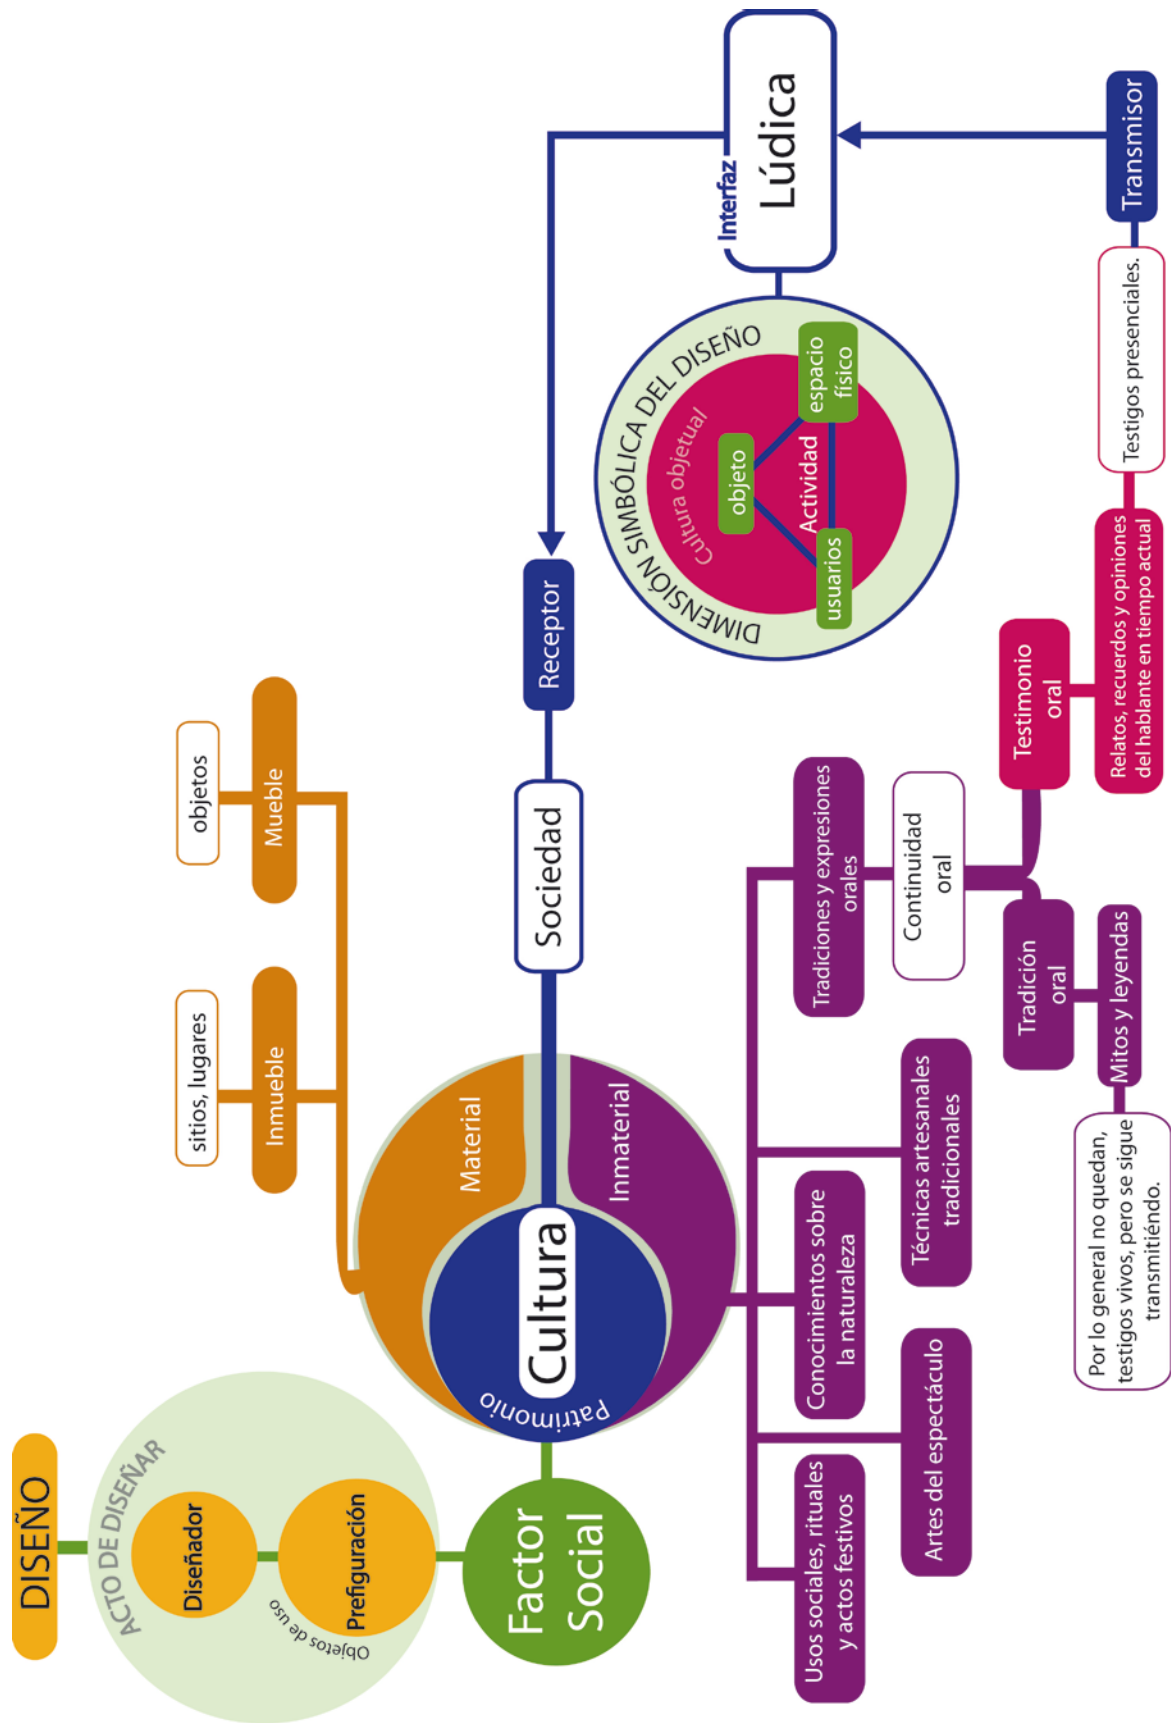 DISEÑO
ACTO DE DISEÑAR
Diseñador
Prefiguración
Objetos de uso
Factor
Social
Patrimonio
Cultura
Material
Inmaterial
Inmueble
sitios, lugares
Mueble
objetos
Sociedad
Receptor
Interfaz
Lúdica
DIMENSIÓN SIMBÓLICA DEL DISEÑO
Cultura objetual
objeto
Actividad
usuarios
espacio
físico
Usos sociales, rituales
y actos festivos
Artes del espectáculo
Conocimientos sobre
la naturaleza
Técnicas artesanales
tradicionales
Tradiciones y expresiones
orales
Continuidad
oral
Tradición
oral
Mitos y leyendas
Por lo general no quedan,
testigos vivos, pero se sigue
transmitiéndo.
Testimonio
oral
Relatos, recuerdos y opiniones
del hablante en tiempo actual
Testigos presenciales.
Transmisor